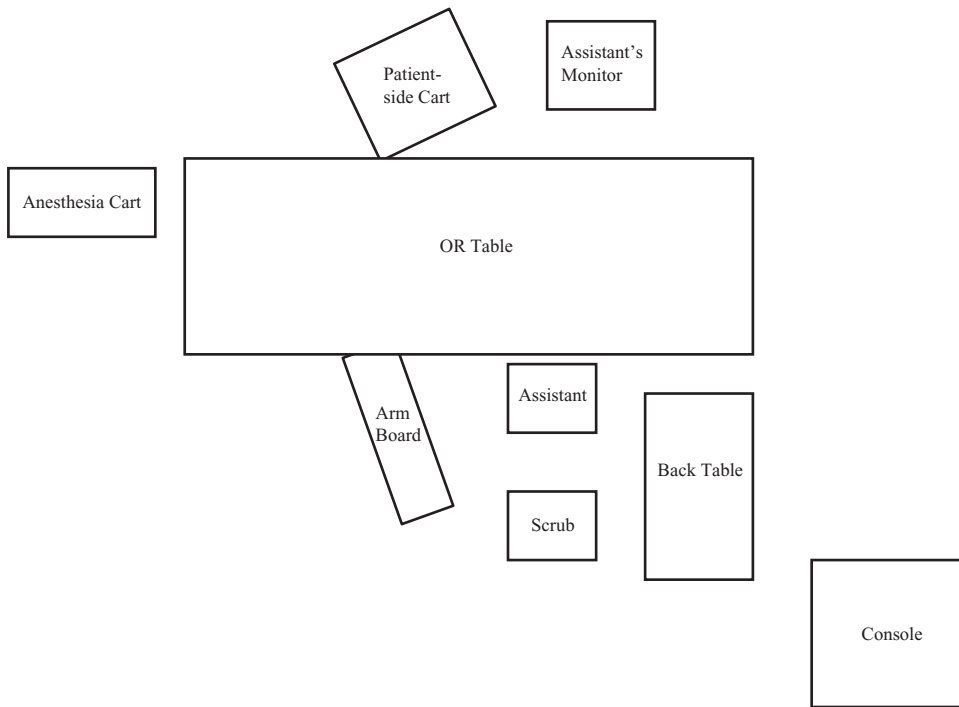 Patient-
side Cart
Assistant’s
Monitor
Anesthesia Cart
OR Table
Arm
Board
Assistant
Back Table
Scrub
Console